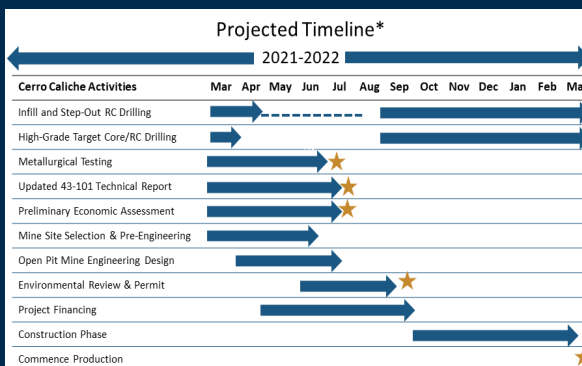 Projected Timeline*
2021-2022
Cerro Caliche Activities Mar Apr May Jun Jul Aug Sep Oct Nov Dec Jan Feb Ma
Infill and Step-Out RC Drilling
High-Grade Target Core/RC Drilling
Metallurgical Testing
Updated 43-101 Technical Report
Preliminary Economic Assessment
Mine Site Selection & Pre-Engineering
Open Pit Mine Engineering Design
Environmental Review & Permit
Project Financing
Construction Phase
Commence Production